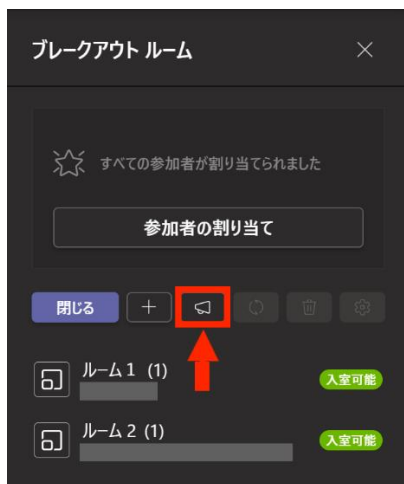 ブレークアウト ルーム
すべての参加者が割り当てられました
参加者の割り当て
閉じる
ルーム 1 (1)
入室可能
ルーム 2 (1)
入室可能